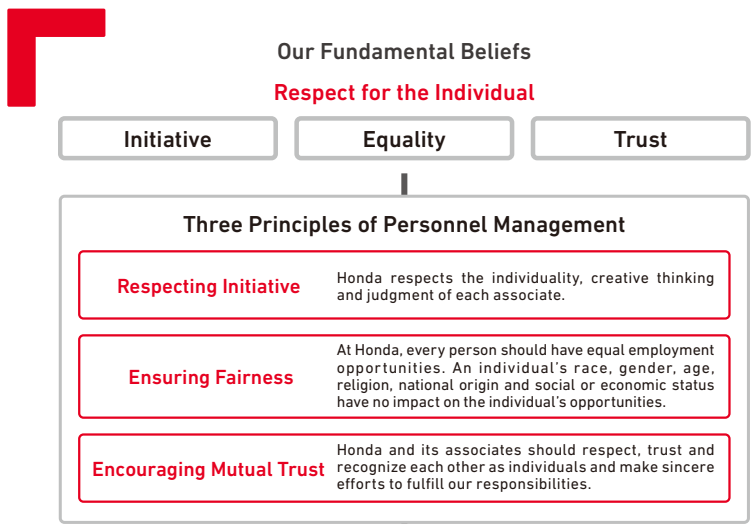 Our Fundamental Beliefs
Respect for the Individual
Initiative
Equality
Trust
Three Principles of Personnel Management
Respecting Initiative
Honda respects the individuality, creative thinking
and judgment of each associate.
Ensuring Fairness
At Honda, every person should have equal employment
opportunities. An individual’s race, gender, age,
religion, national origin and social or economic status
have no impact on the individual’s opportunities.
Encouraging Mutual Trust
Honda and its associates should respect, trust and
recognize each other as individuals and make sincere
efforts to fulfill our responsibilities.